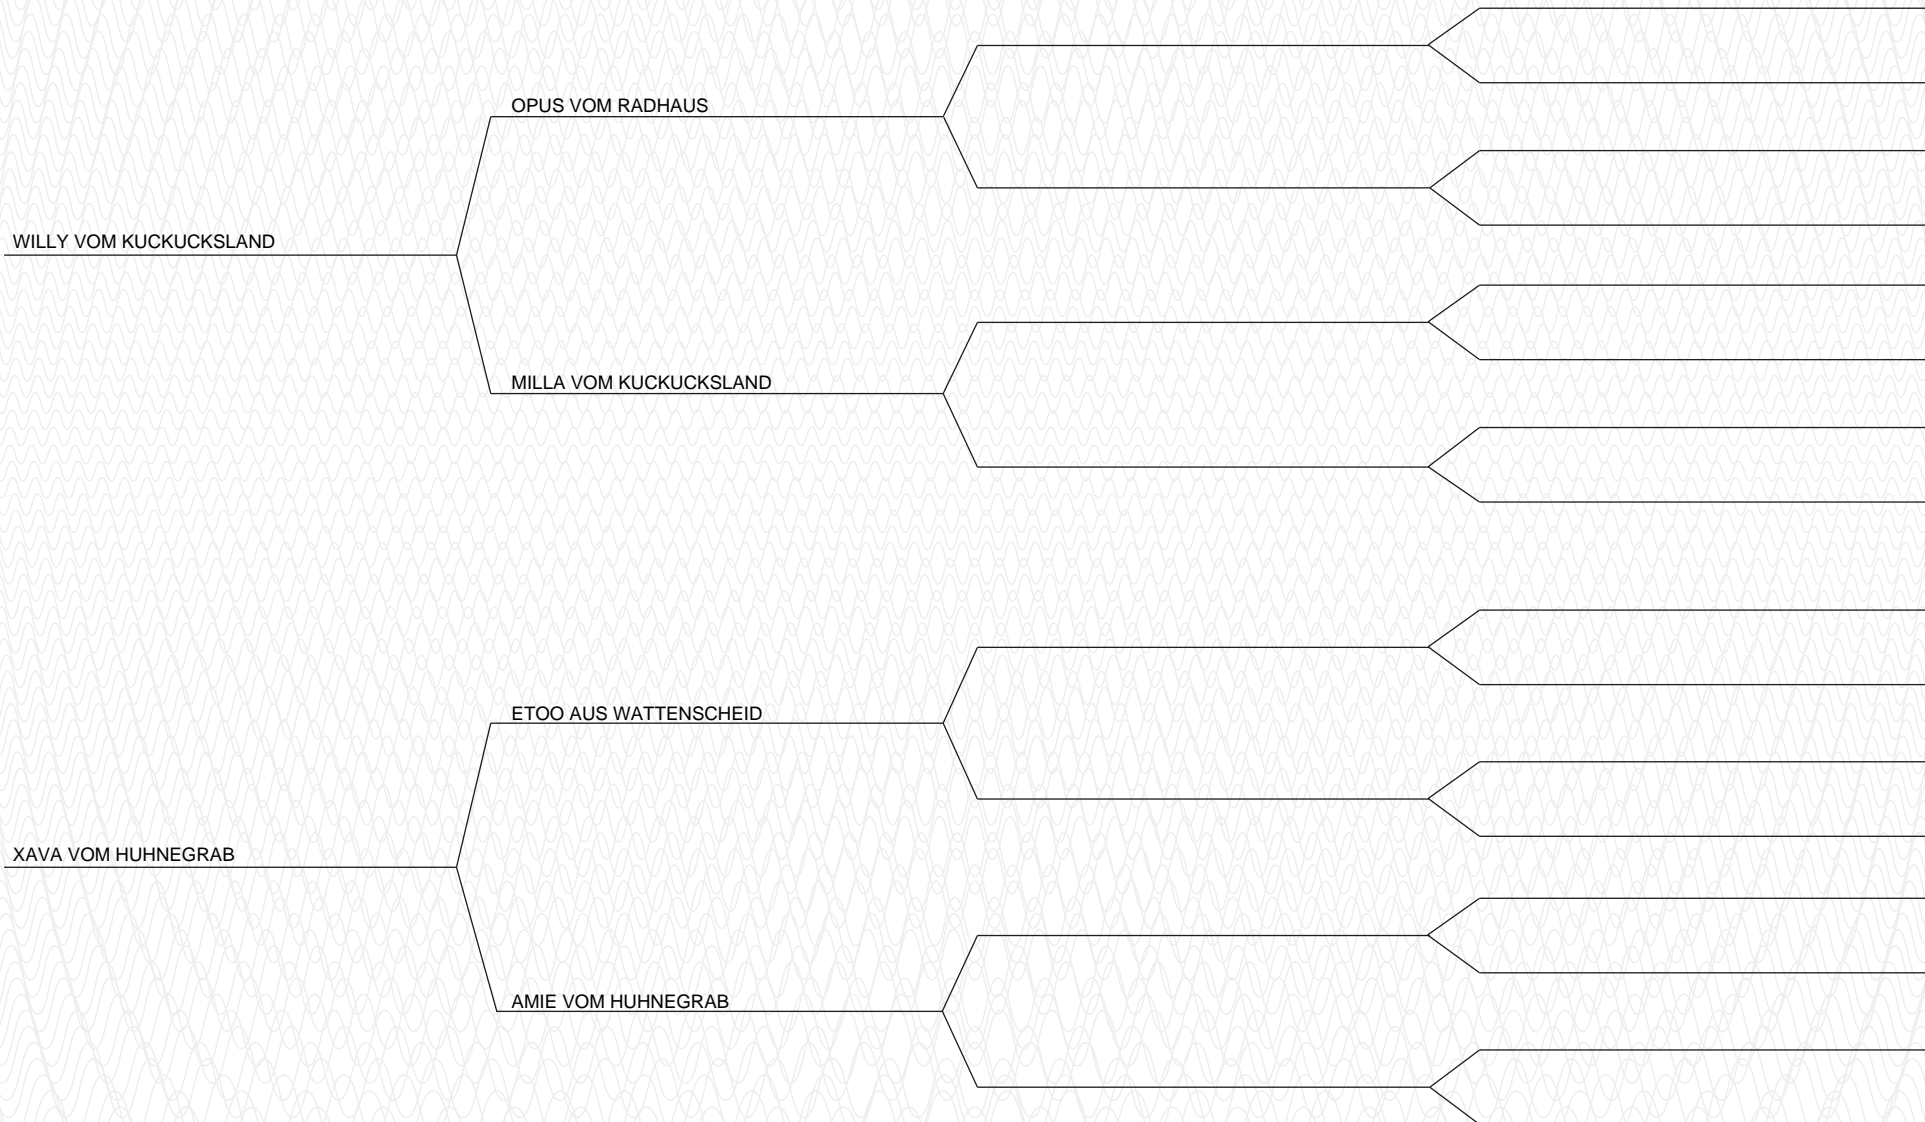 OPUS VOM RADHAUS
WILLY VOM KUCKUCKSLAND
MILLA VOM KUCKUCKSLAND
ETOO AUS WATTENSCHEID
XAVA VOM HUHNEGRAB
AMIE VOM HUHNEGRAB